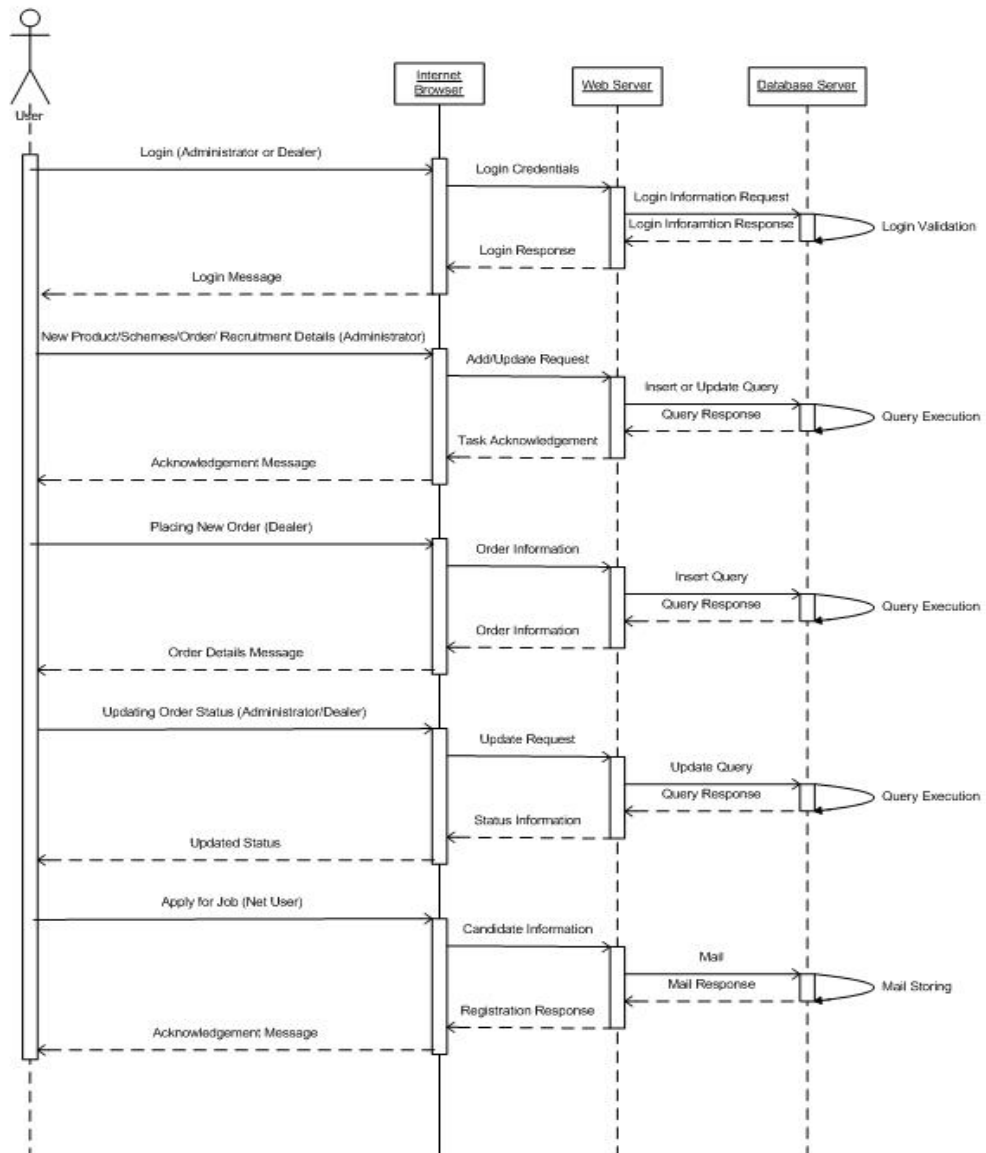 Internet
Browser
Web Server
Database Server
User
Login (Administrator or Dealer)
Login Credentials
Login Information Request
Login Inforamtion Response
Login Validation
Login Response
Login Message
New Product/Schemes/Order/ Recruitment Details (Administrator)
Add/Update Request
Insert or Update Query
Query Response
Query Execution
Task Acknowledgement
Acknowledgement Message
Placing New Order (Dealer)
Order Information
Insert Query
Query Response
Query Execution
Order Information
Order Details Message
Updating Order Status (Administrator/Dealer)
Update Request
Update Query
Query Response
Query Execution
Status Information
Updated Status
Apply for Job (Net User)
Candidate Information
Mail
Mail Response
Mail Storing
Registration Response
Acknowledgement Message